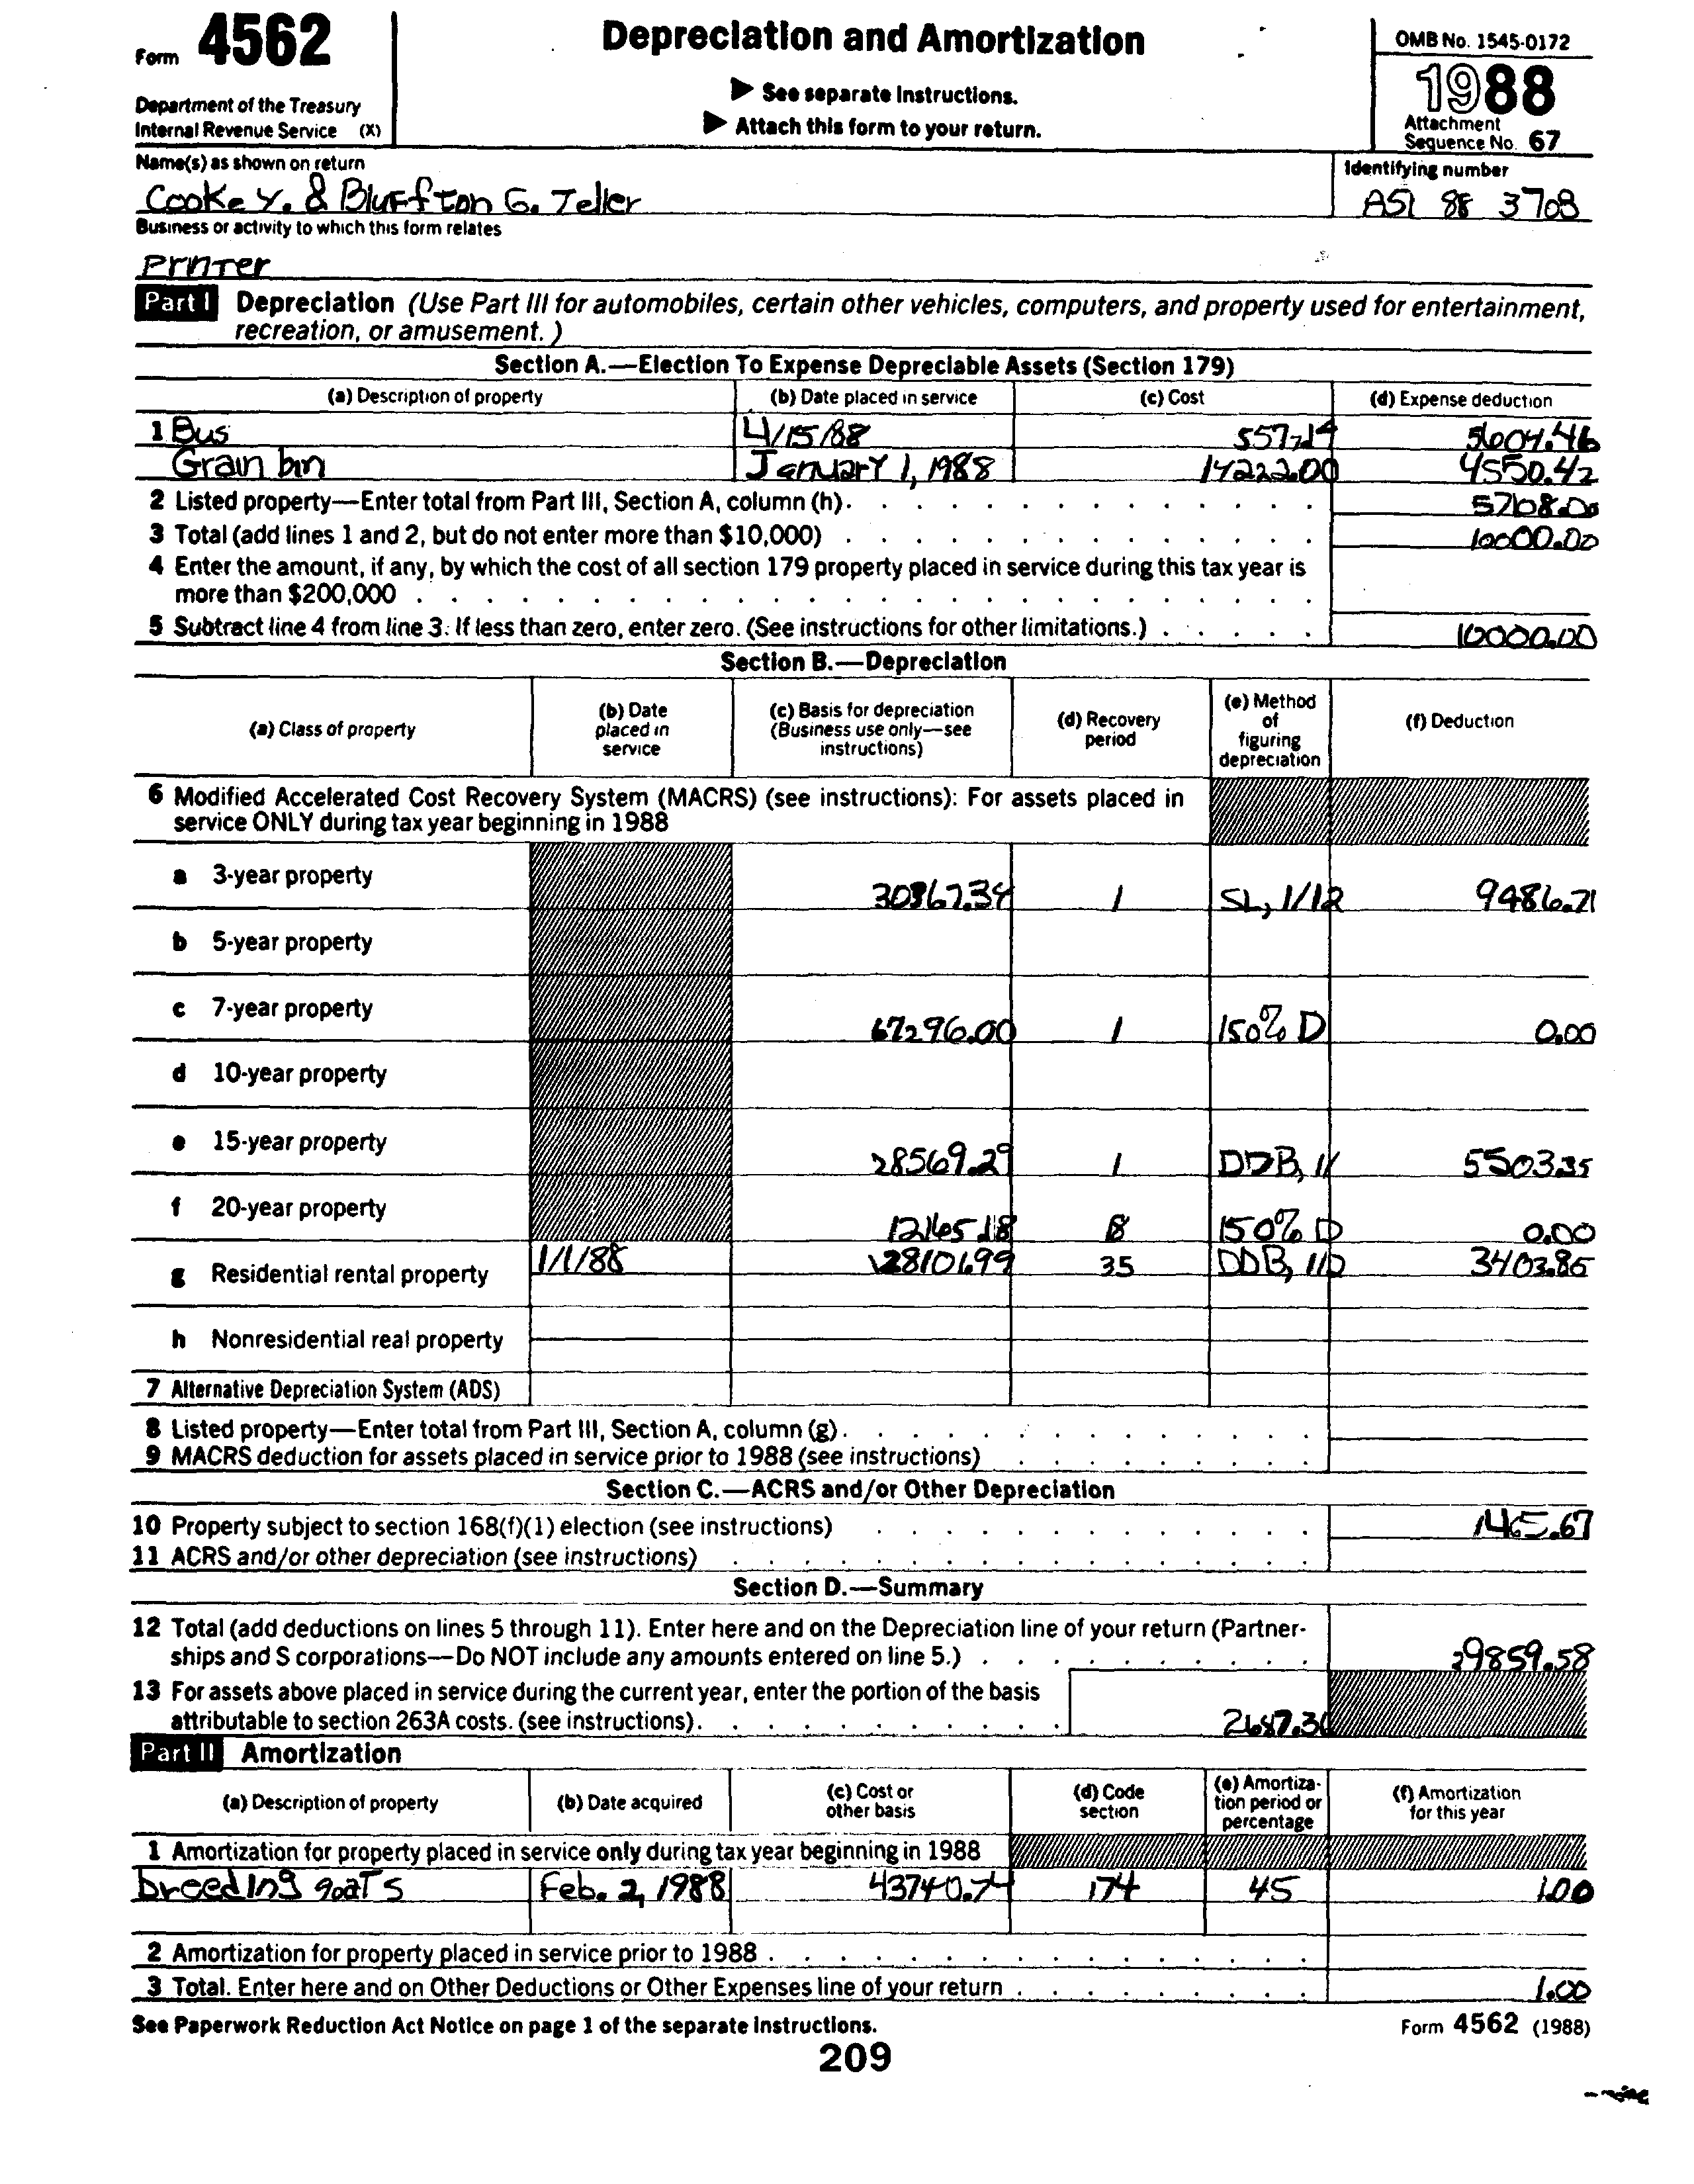 Form 4562
Department of the Treasury
Internal Revenue Service (X)
Depreciation and Amortization
▶ See separate instructions.
▶ Attach this form to your return.
OMB No. 1545-0172
1988
Attachment
Sequence No. 67
Name(s) as shown on return
Cooke Y. & Bluffton G. Teller
Identifying number
ASI 88 3708
Business or activity to which this form relates
Printer
Part I Depreciation (Use Part III for automobiles, certain other vehicles, computers, and property used for entertainment,
recreation, or amusement.)
Section A.—Election To Expense Depreciable Assets (Section 179)
(a) Description of property (b) Date placed in service (c) Cost (d) Expense deduction
1 Bus 4/15/88 557,19 5604.46
Grain bin January 1, 1988 14222.00 4550.42
2 Listed property—Enter total from Part III, Section A, column (h). 5708.00
3 Total (add lines 1 and 2, but do not enter more than $10,000) 10000.00
4 Enter the amount, if any, by which the cost of all section 179 property placed in service during this tax year is
more than $200,000
5 Subtract line 4 from line 3. If less than zero, enter zero. (See instructions for other limitations.) 10000.00
Section B.—Depreciation
(a) Class of property
(b) Date placed in service
(c) Basis for depreciation (Business use only—see instructions)
(d) Recovery period
(e) Method of figuring depreciation
(f) Deduction
6 Modified Accelerated Cost Recovery System (MACRS) (see instructions): For assets placed in
service ONLY during tax year beginning in 1988
a 3-year property 30867.34 1 SL, 1/12 9486.71
b 5-year property
c 7-year property 67296.00 1 150% D 0.00
d 10-year property
e 15-year property 28569.29 1 DDB, 1/ 5503.35
f 20-year property 12165.18 8 150% D 0.00
g Residential rental property 1/1/88 128101.99 35 DDB, 1/2 3403.85
h Nonresidential real property
7 Alternative Depreciation System (ADS)
8 Listed property—Enter total from Part III, Section A, column (g).
9 MACRS deduction for assets placed in service prior to 1988 (see instructions)
Section C.—ACRS and/or Other Depreciation
10 Property subject to section 168(f)(1) election (see instructions) 1465.67
11 ACRS and/or other depreciation (see instructions)
Section D.—Summary
12 Total (add deductions on lines 5 through 11). Enter here and on the Depreciation line of your return (Partner-
ships and S corporations—Do NOT include any amounts entered on line 5.) 29859.58
13 For assets above placed in service during the current year, enter the portion of the basis
attributable to section 263A costs. (see instructions). 2687.36
Part II Amortization
(a) Description of property
(b) Date acquired
(c) Cost or other basis
(d) Code section
(e) Amortiza-tion period or percentage
(f) Amortization for this year
1 Amortization for property placed in service only during tax year beginning in 1988
breeding goats Feb. 2, 1988 43740.74 174 45 1.00
2 Amortization for property placed in service prior to 1988
3 Total. Enter here and on Other Deductions or Other Expenses line of your return 1.00
See Paperwork Reduction Act Notice on page 1 of the separate instructions.
Form 4562 (1988)
209